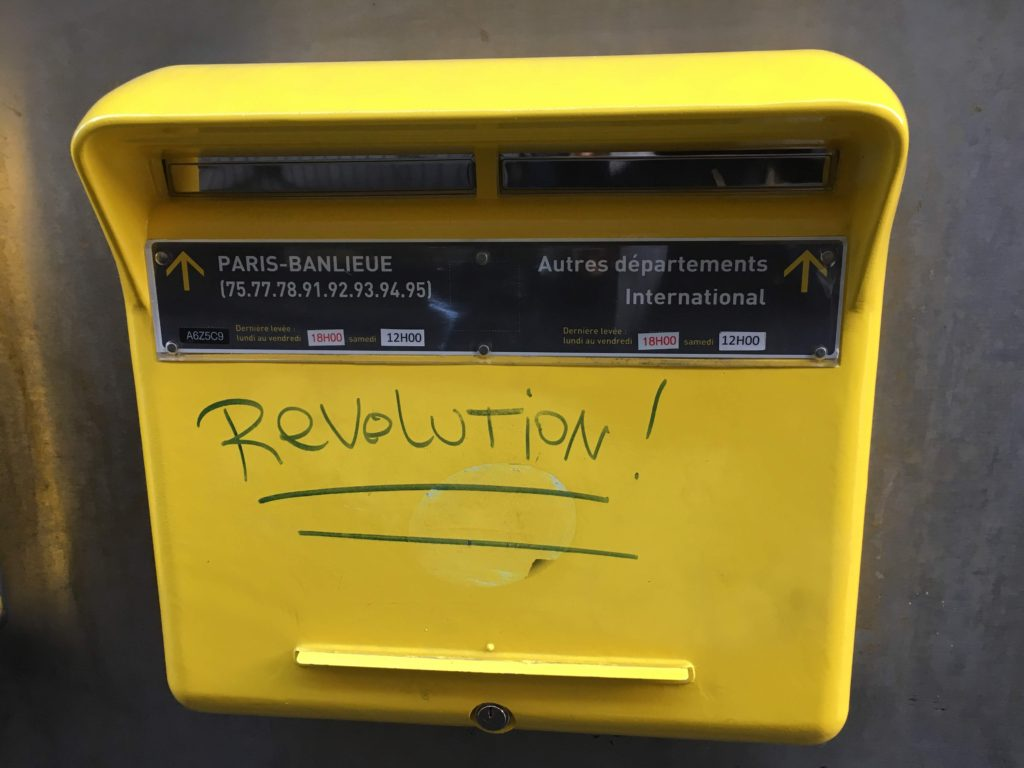 PARIS-BANLIEUE
(75.77.78.91.92.93.94.95)
A6Z5C9
Dernière levée :
lundi au vendredi 18H00 samedi 12H00
Autres départements
International
Dernière levée :
lundi au vendredi 18H00 samedi 12H00
ReVoLUTiON !